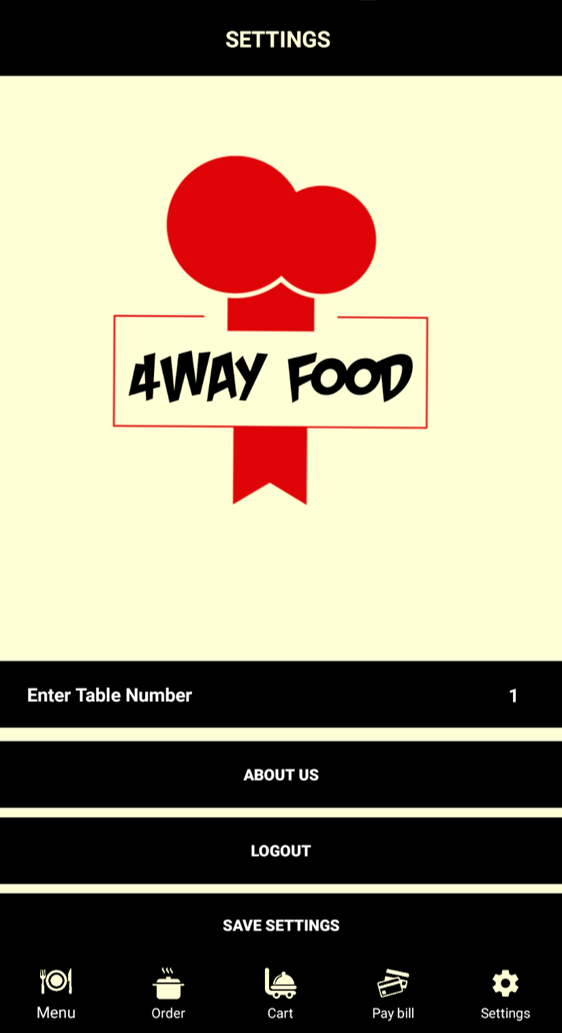 SETTINGS
4WAY FOOD
Enter Table Number 1
ABOUT US
LOGOUT
SAVE SETTINGS
Menu Order Cart Pay bill Settings